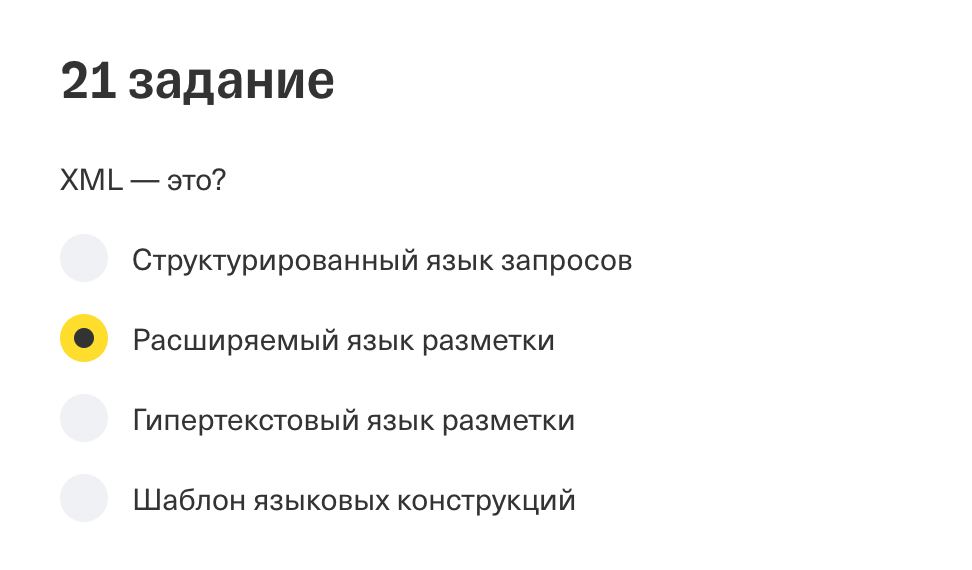 21 задание
XML — это?
Структурированный язык запросов
Расширяемый язык разметки
Гипертекстовый язык разметки
Шаблон языковых конструкций